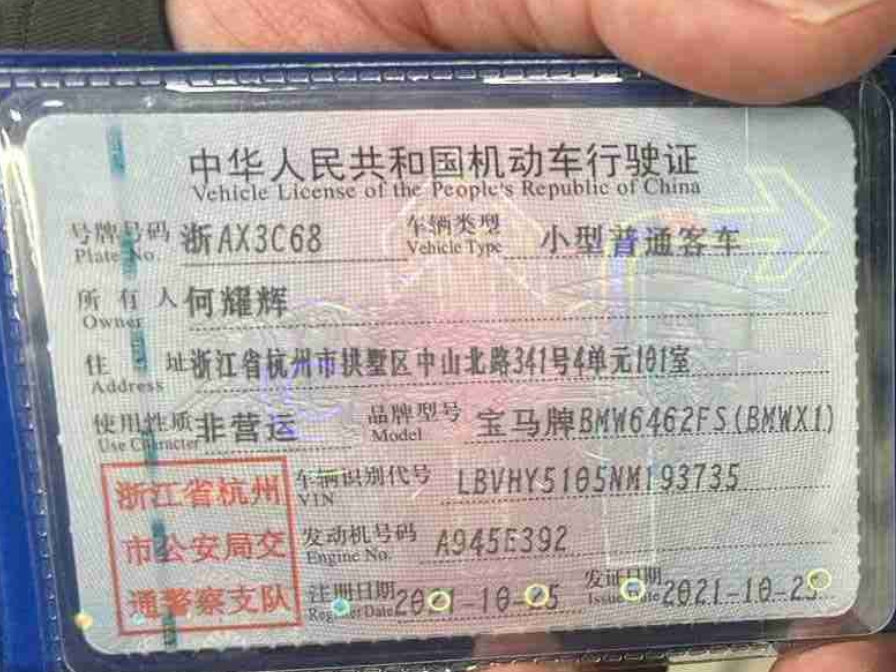 中华人民共和国机动车行驶证
Vehicle License of the People's Republic of China
号牌号码 浙AX3C68 车辆类型 小型普通客车
Plate No. Vehicle Type
所有人 何耀辉
Owner
住址 浙江省杭州市拱墅区中山北路341号4单元101室
Address
使用性质 非营运 品牌型号 宝马牌BMW6462FS(BMWX1)
Use Character Model
浙江省杭州 车辆识别代号 LBVHY5105NM193735
VIN
市公安局交 发动机号码 A945E392
Engine No.
通警察支队 注册日期 2021-10-25 发证日期 2021-10-25
Register Date Issue Date